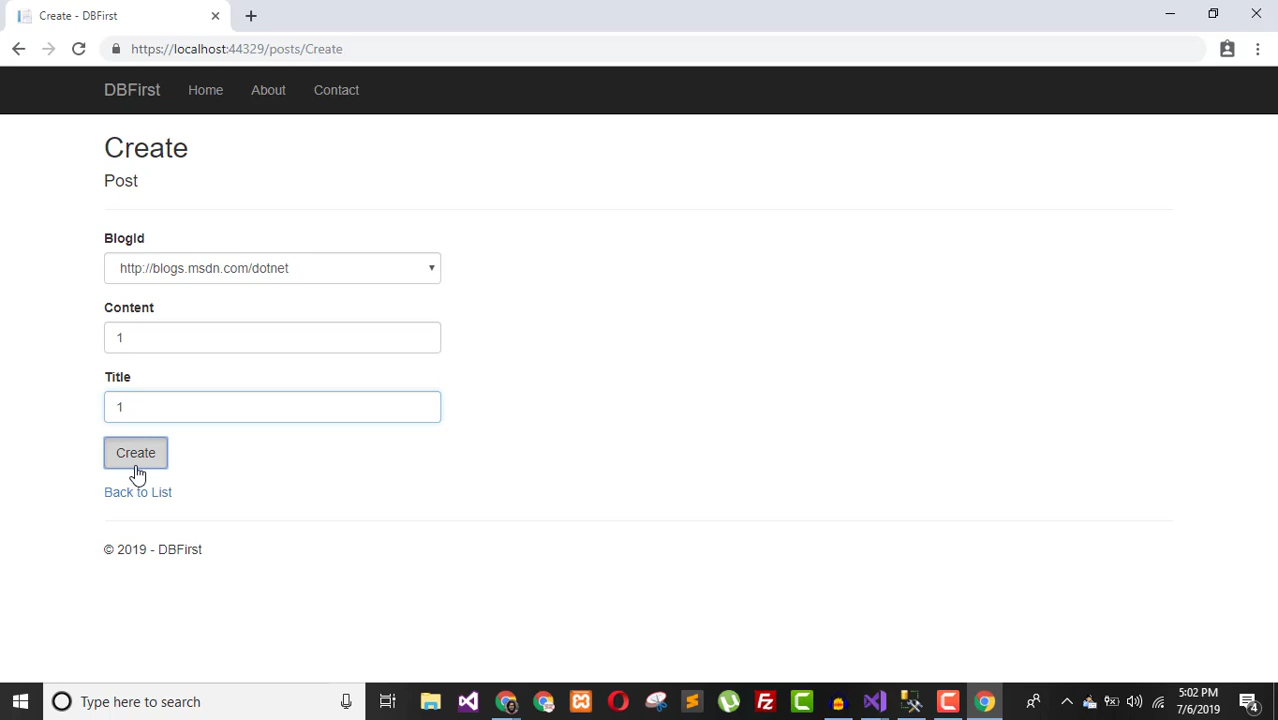 Create - DBFirst
https://localhost:44329/posts/Create
DBFirst Home About Contact
Create
Post
BlogId
http://blogs.msdn.com/dotnet
Content
1
Title
1
Create
Back to List
© 2019 - DBFirst
Type here to search
5:02 PM
7/6/2019
4